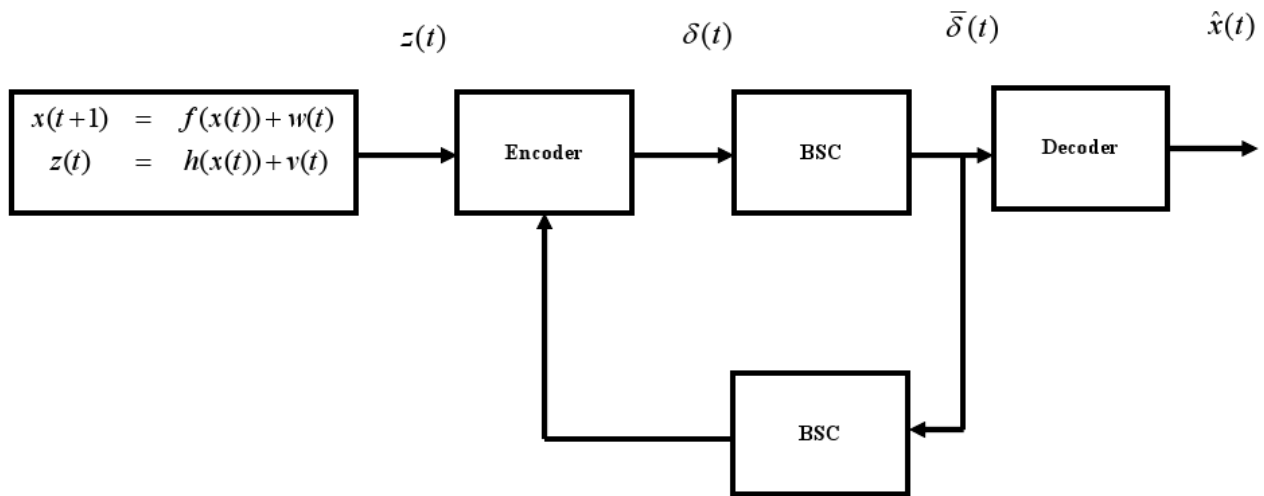 z(t) δ(t) δ̅(t) x̂(t)
x(t+1) = f(x(t))+w(t)
z(t) = h(x(t))+v(t)
Encoder
BSC
Decoder
BSC